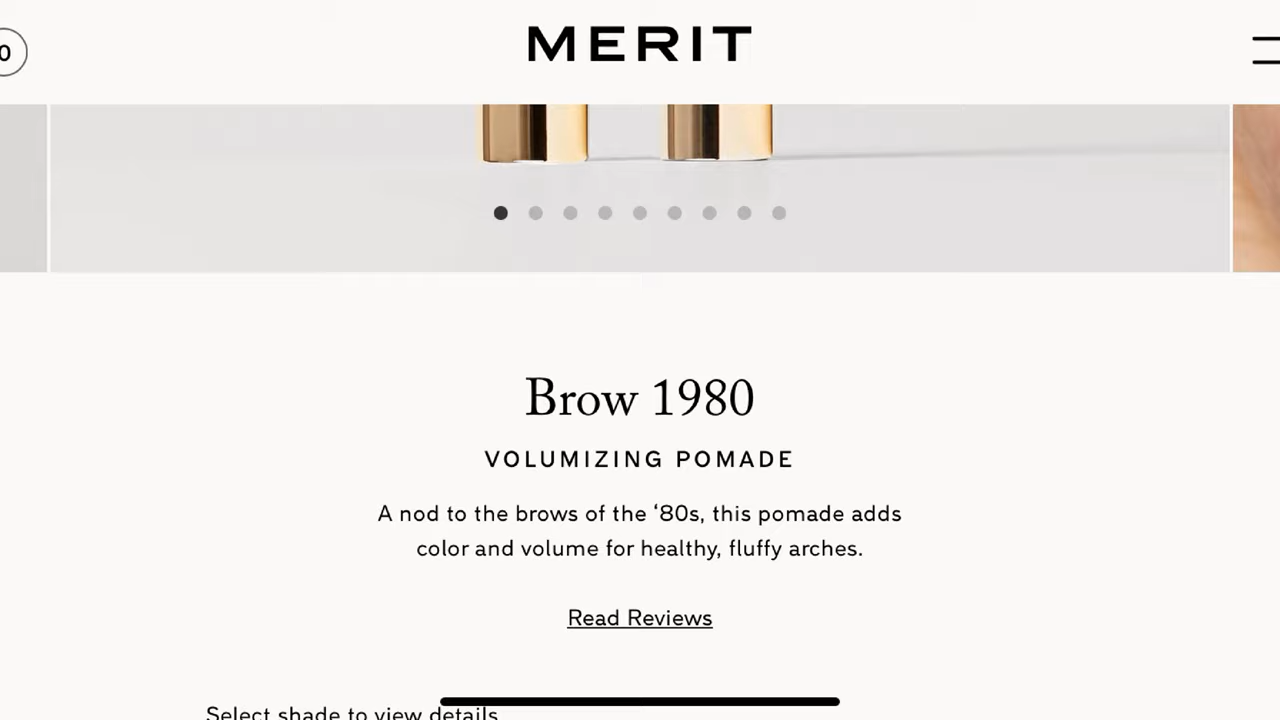 0
MERIT
Brow 1980
VOLUMIZING POMADE
A nod to the brows of the ‘80s, this pomade adds
color and volume for healthy, fluffy arches.
Read Reviews
Select shade to view details